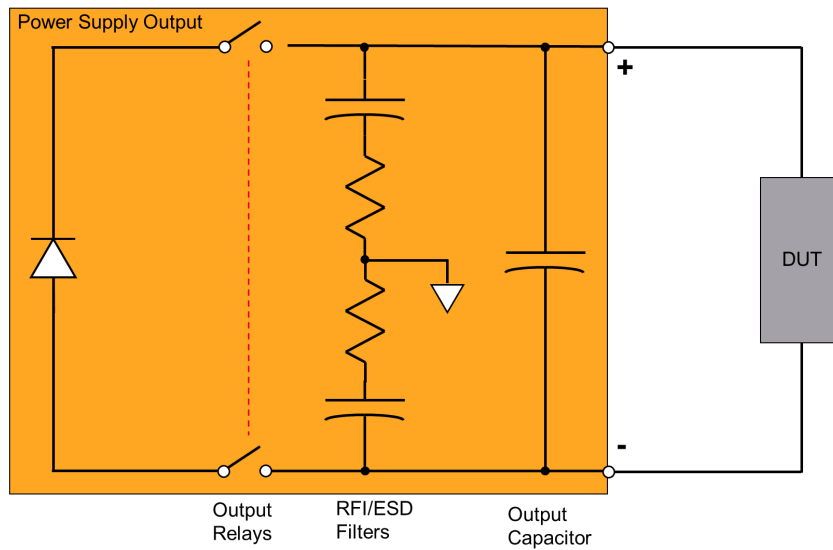 Power Supply Output
+
DUT
-
Output
Relays
RFI/ESD
Filters
Output
Capacitor